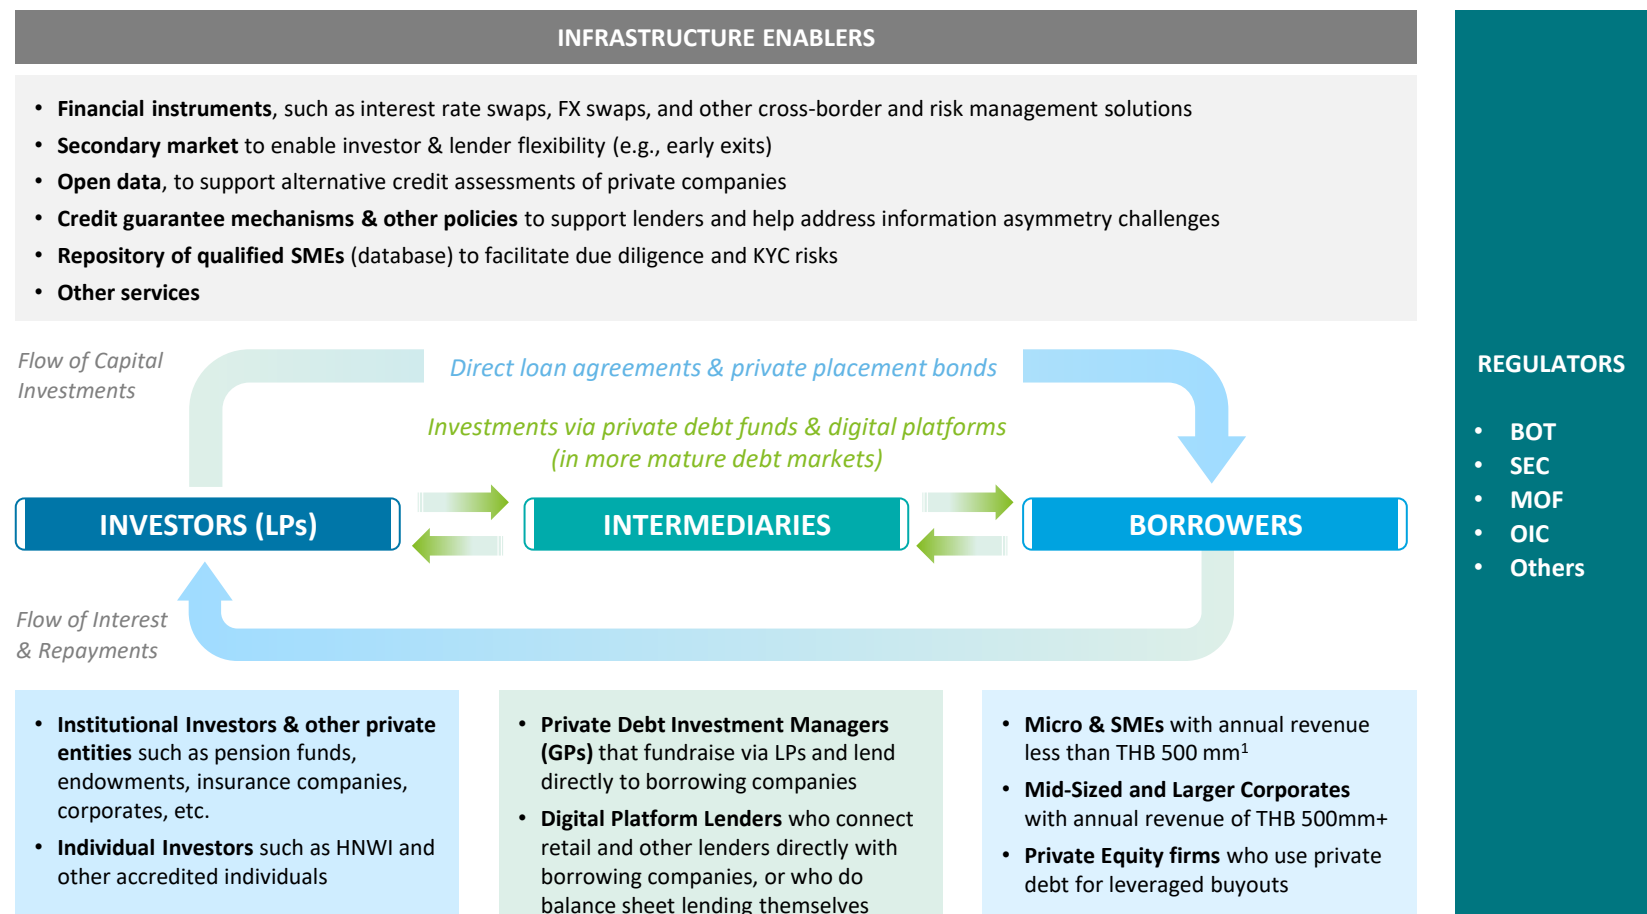 INFRASTRUCTURE ENABLERS
• Financial instruments, such as interest rate swaps, FX swaps, and other cross-border and risk management solutions
• Secondary market to enable investor & lender flexibility (e.g., early exits)
• Open data, to support alternative credit assessments of private companies
• Credit guarantee mechanisms & other policies to support lenders and help address information asymmetry challenges
• Repository of qualified SMEs (database) to facilitate due diligence and KYC risks
• Other services
Flow of Capital
Investments
Direct loan agreements & private placement bonds
Investments via private debt funds & digital platforms
(in more mature debt markets)
INVESTORS (LPs)
INTERMEDIARIES
BORROWERS
Flow of Interest
& Repayments
• Institutional Investors & other private
entities such as pension funds,
endowments, insurance companies,
corporates, etc.
• Individual Investors such as HNWI and
other accredited individuals
• Private Debt Investment Managers
(GPs) that fundraise via LPs and lend
directly to borrowing companies
• Digital Platform Lenders who connect
retail and other lenders directly with
borrowing companies, or who do
balance sheet lending themselves
• Micro & SMEs with annual revenue
less than THB 500 mm¹
• Mid-Sized and Larger Corporates
with annual revenue of THB 500mm+
• Private Equity firms who use private
debt for leveraged buyouts
REGULATORS
• BOT
• SEC
• MOF
• OIC
• Others